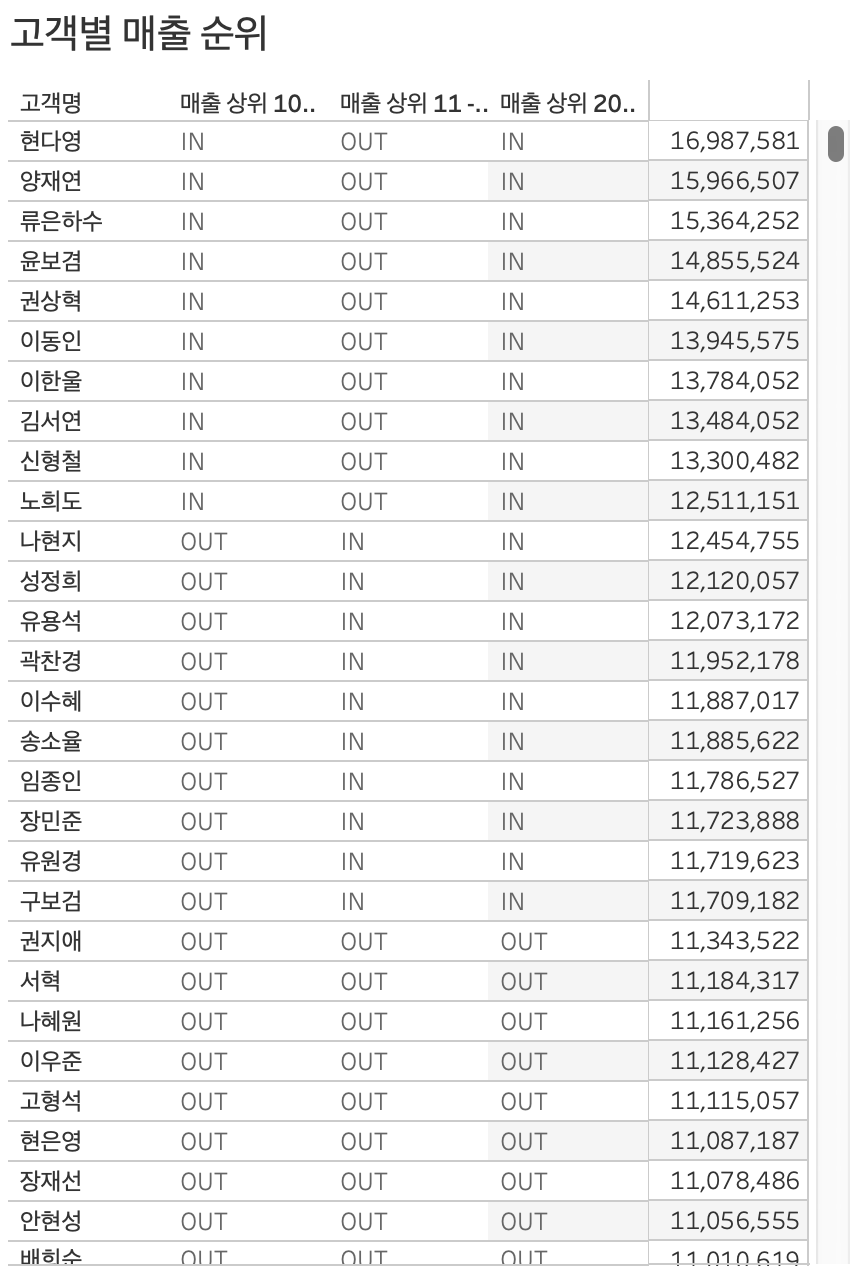 고객별 매출 순위
고객명 매출 상위 10.. 매출 상위 11 -.. 매출 상위 20..
현다영 IN OUT IN 16,987,581
양재연 IN OUT IN 15,966,507
류은하수 IN OUT IN 15,364,252
윤보겸 IN OUT IN 14,855,524
권상혁 IN OUT IN 14,611,253
이동인 IN OUT IN 13,945,575
이한울 IN OUT IN 13,784,052
김서연 IN OUT IN 13,484,052
신형철 IN OUT IN 13,300,482
노희도 IN OUT IN 12,511,151
나현지 OUT IN IN 12,454,755
성정희 OUT IN IN 12,120,057
유용석 OUT IN IN 12,073,172
곽찬경 OUT IN IN 11,952,178
이수혜 OUT IN IN 11,887,017
송소율 OUT IN IN 11,885,622
임종인 OUT IN IN 11,786,527
장민준 OUT IN IN 11,723,888
유원경 OUT IN IN 11,719,623
구보검 OUT IN IN 11,709,182
권지애 OUT OUT OUT 11,343,522
서혁 OUT OUT OUT 11,184,317
나혜원 OUT OUT OUT 11,161,256
이우준 OUT OUT OUT 11,128,427
고형석 OUT OUT OUT 11,115,057
현은영 OUT OUT OUT 11,087,187
장재선 OUT OUT OUT 11,078,486
안현성 OUT OUT OUT 11,056,555
배희순 OUT OUT OUT 11,010,619